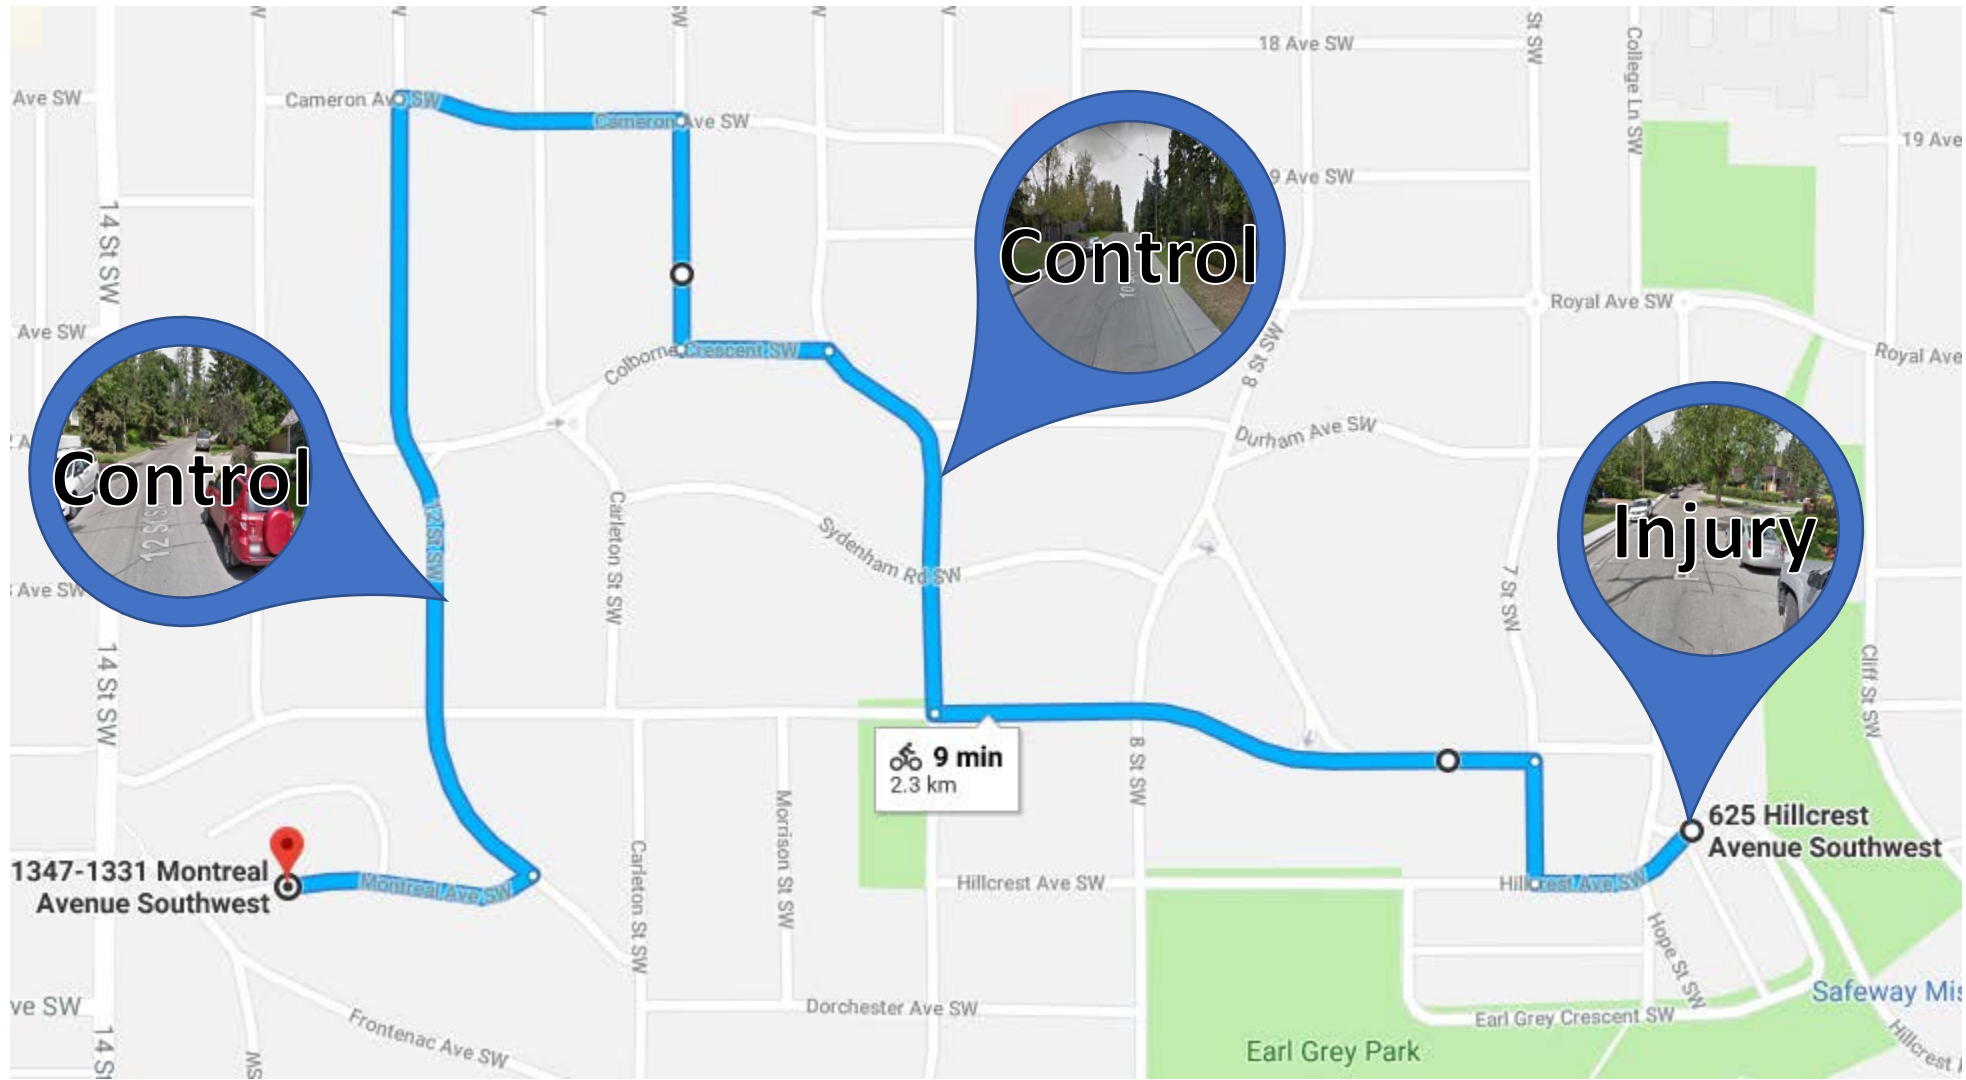 18 Ave SW
St SW
College Ln SW
Ave SW
Cameron Ave SW
Cameron Ave SW
19 Ave
14 St SW
9 Ave SW
Control
Royal Ave SW
Ave SW
8 St SW
Royal Ave
Colborne Crescent SW
Durham Ave SW
Control
12 St SW
Carleton St SW
Sydenham Rd SW
Injury
7 St SW
Ave SW
14 St SW
Cliff St SW
9 min
2.3 km
8 St SW
Morrison St SW
Carleton St SW
625 Hillcrest
Avenue Southwest
1347-1331 Montreal
Avenue Southwest
Montreal Ave SW
Hillcrest Ave SW
Hillcrest Ave SW
Hope St SW
ve SW
Dorchester Ave SW
Safeway Mis
Earl Grey Crescent SW
Frontenac Ave SW
14 St
SW
Earl Grey Park
Hillcrest